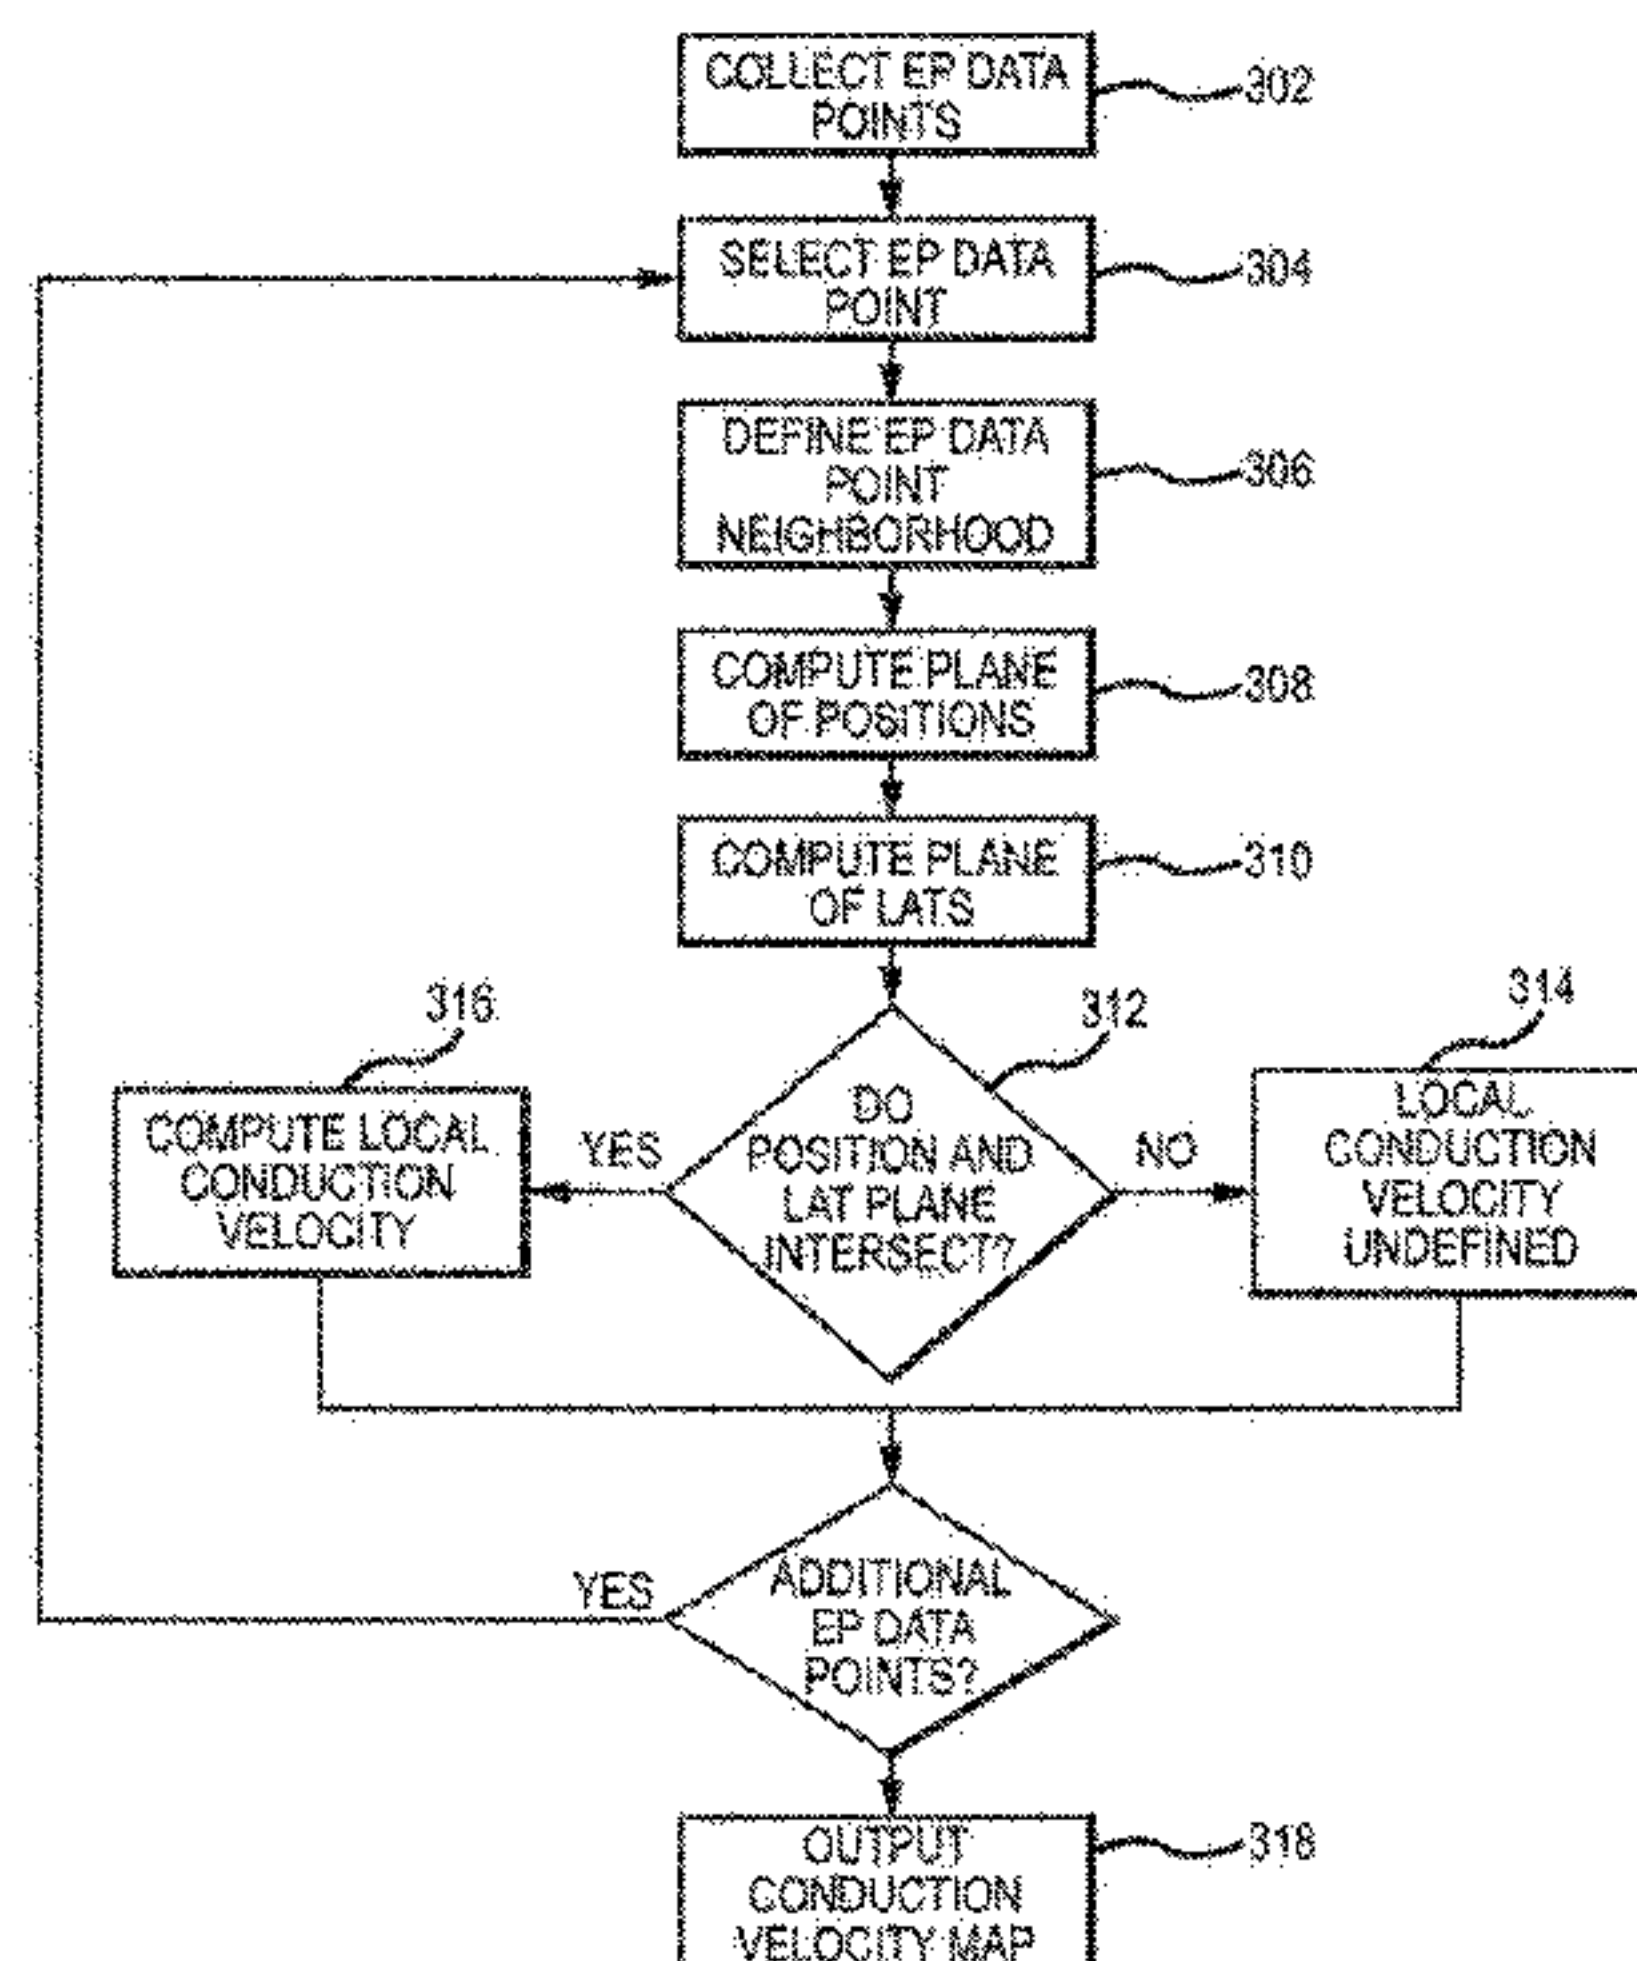 COLLECT EP DATA
POINTS
302
SELECT EP DATA
POINT
304
DEFINE EP DATA
POINT
NEIGHBORHOOD
306
COMPUTE PLANE
OF POSITIONS
308
COMPUTE PLANE
OF LATS
310
316
312
314
COMPUTE LOCAL
CONDUCTION
VELOCITY
YES
DO
POSITION AND
LAT PLANE
INTERSECT?
NO
LOCAL
CONDUCTION
VELOCITY
UNDEFINED
YES
ADDITIONAL
EP DATA
POINTS?
OUTPUT
CONDUCTION
VELOCITY MAP
318